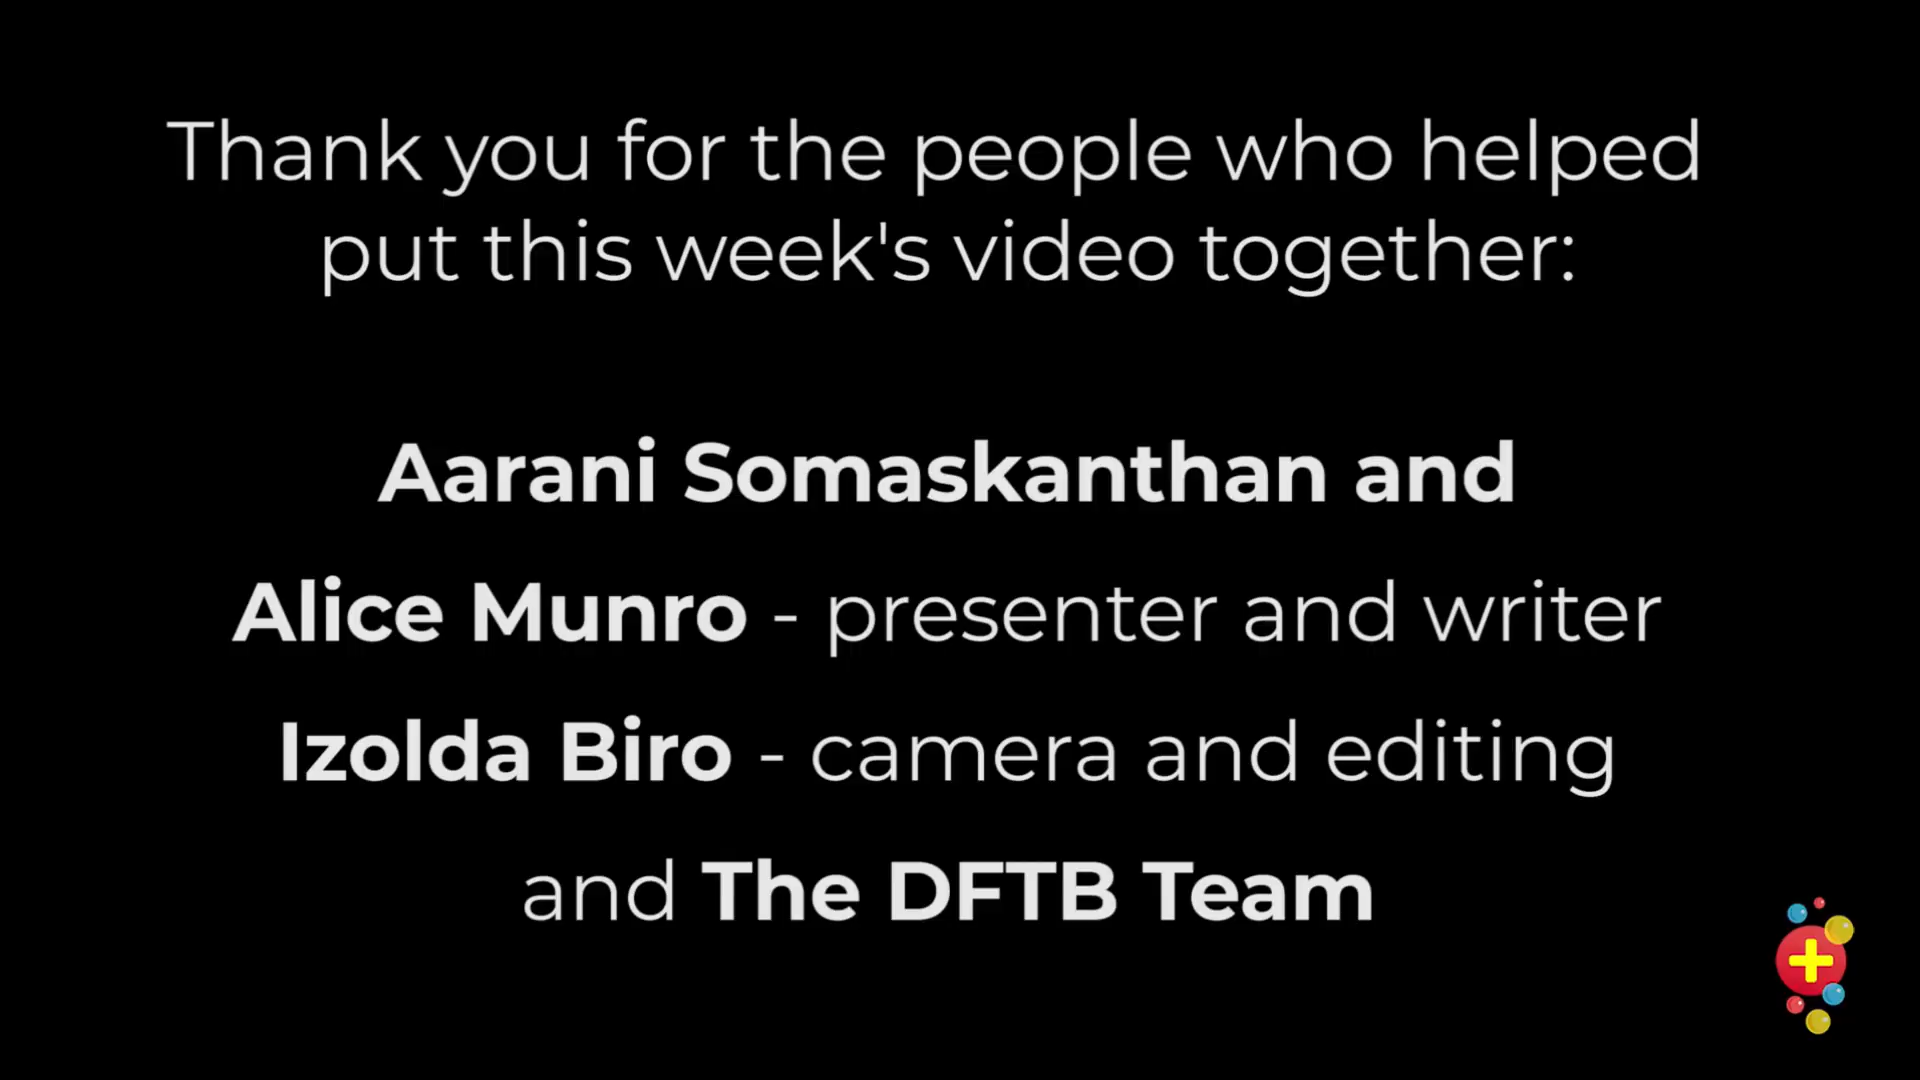 Thank you for the people who helped
put this week's video together:
Aarani Somaskanthan and
Alice Munro - presenter and writer
Izolda Biro - camera and editing
and The DFTB Team